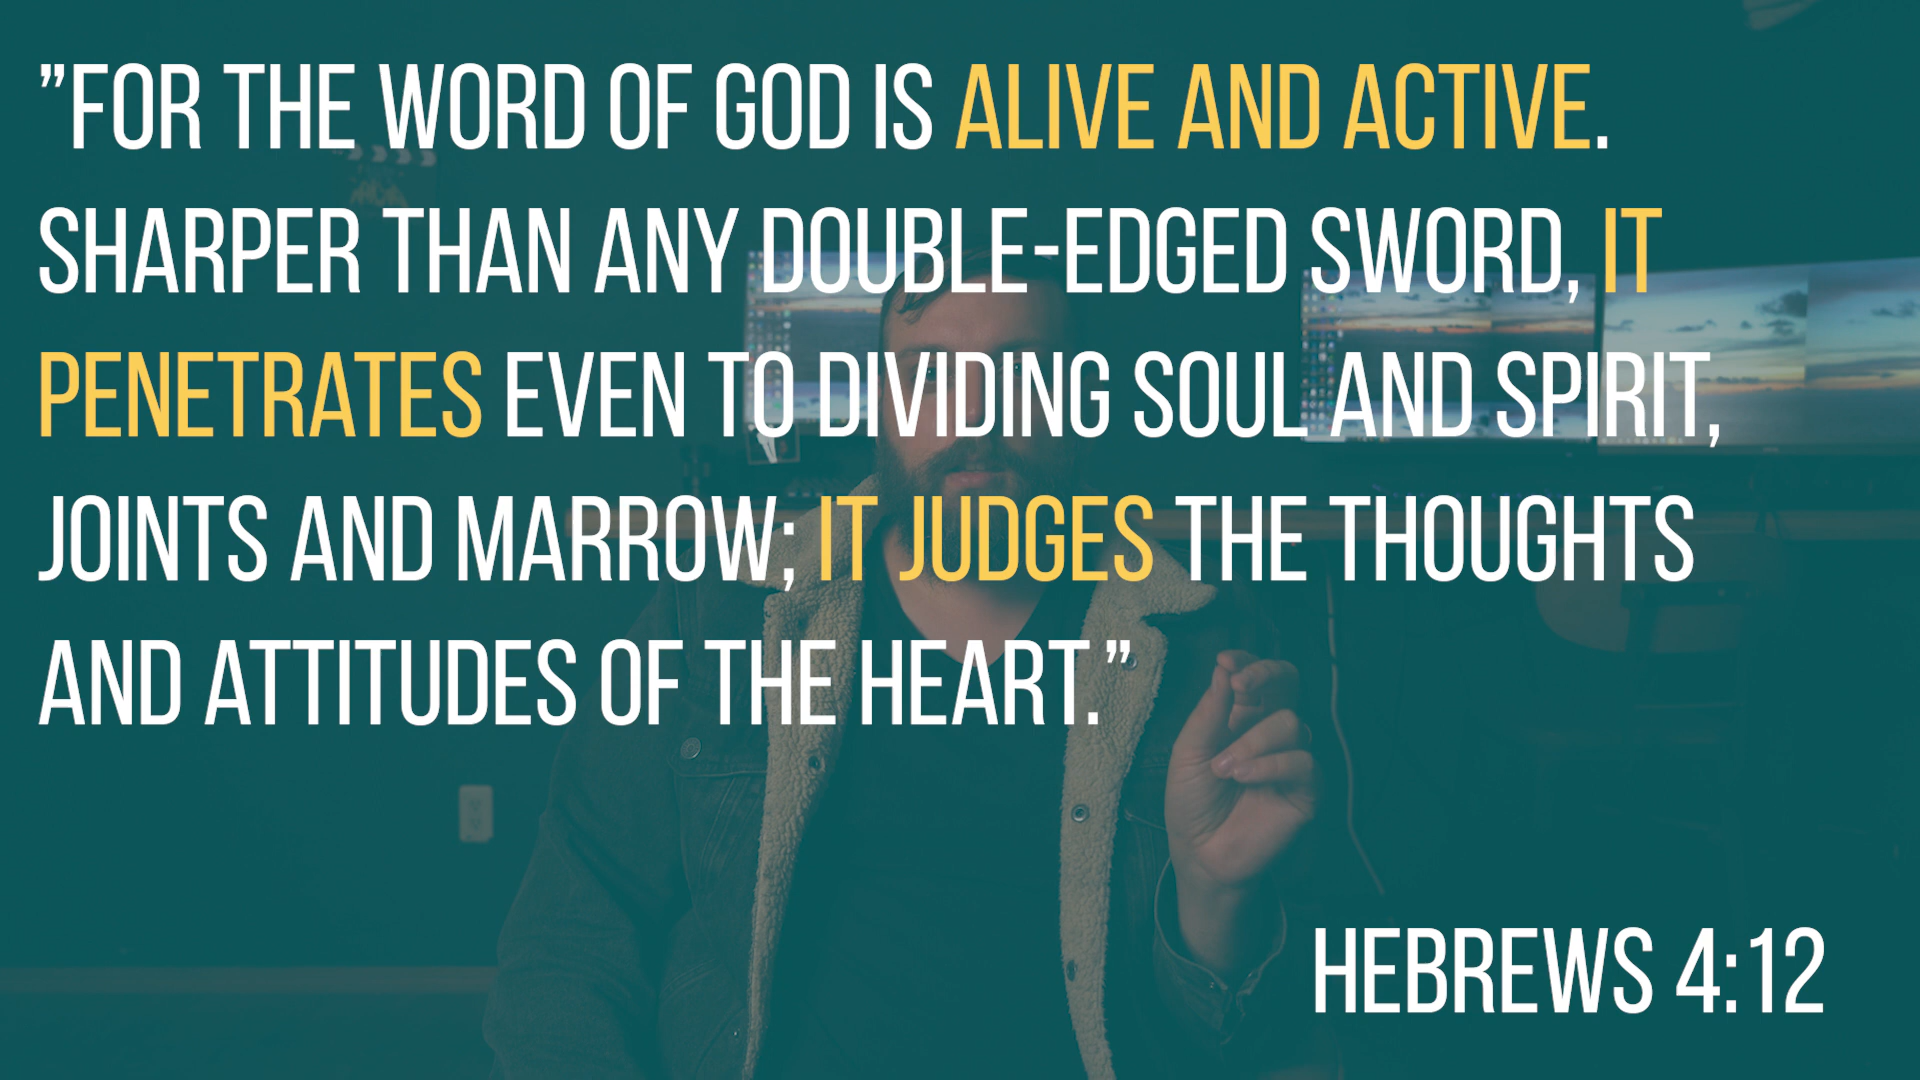 ”FOR THE WORD OF GOD IS ALIVE AND ACTIVE.
SHARPER THAN ANY DOUBLE-EDGED SWORD, IT
PENETRATES EVEN TO DIVIDING SOUL AND SPIRIT,
JOINTS AND MARROW; IT JUDGES THE THOUGHTS
AND ATTITUDES OF THE HEART.”
HEBREWS 4:12